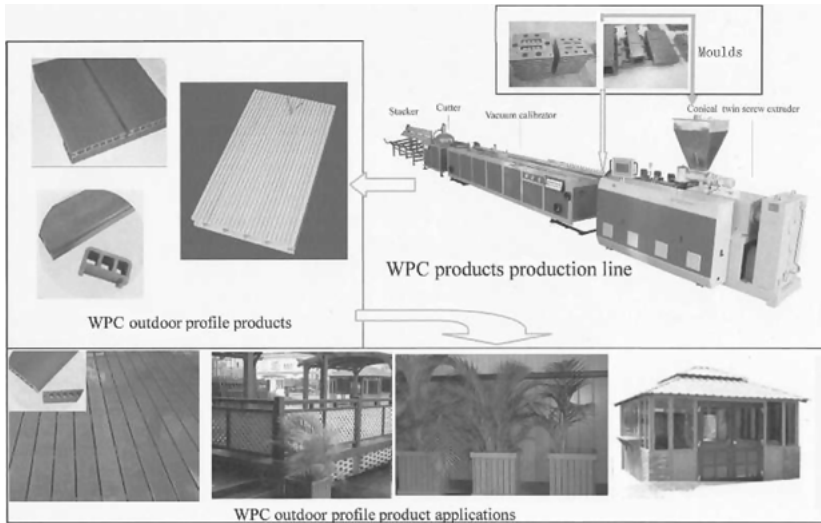 Moulds
Stacker
Cutter
Vacuum calibrator
Conical twin screw extruder
WPC products production line
WPC outdoor profile products
WPC outdoor profile product applications